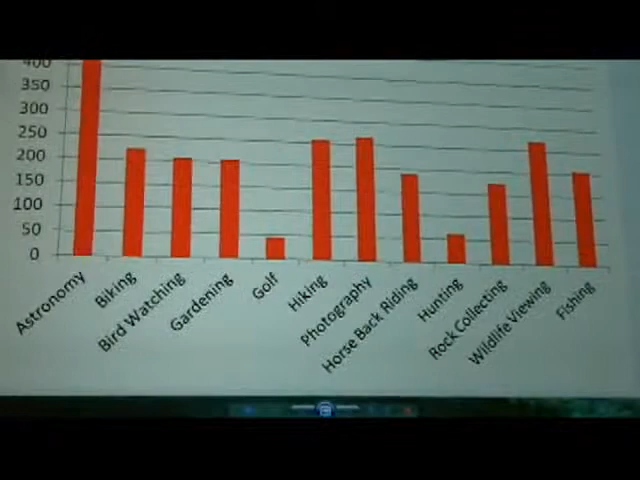 400
350
300
250
200
150
100
50
0
Astronomy
Biking
Bird Watching
Gardening
Golf
Hiking
Photography
Horse Back Riding
Hunting
Rock Collecting
Wildlife Viewing
Fishing